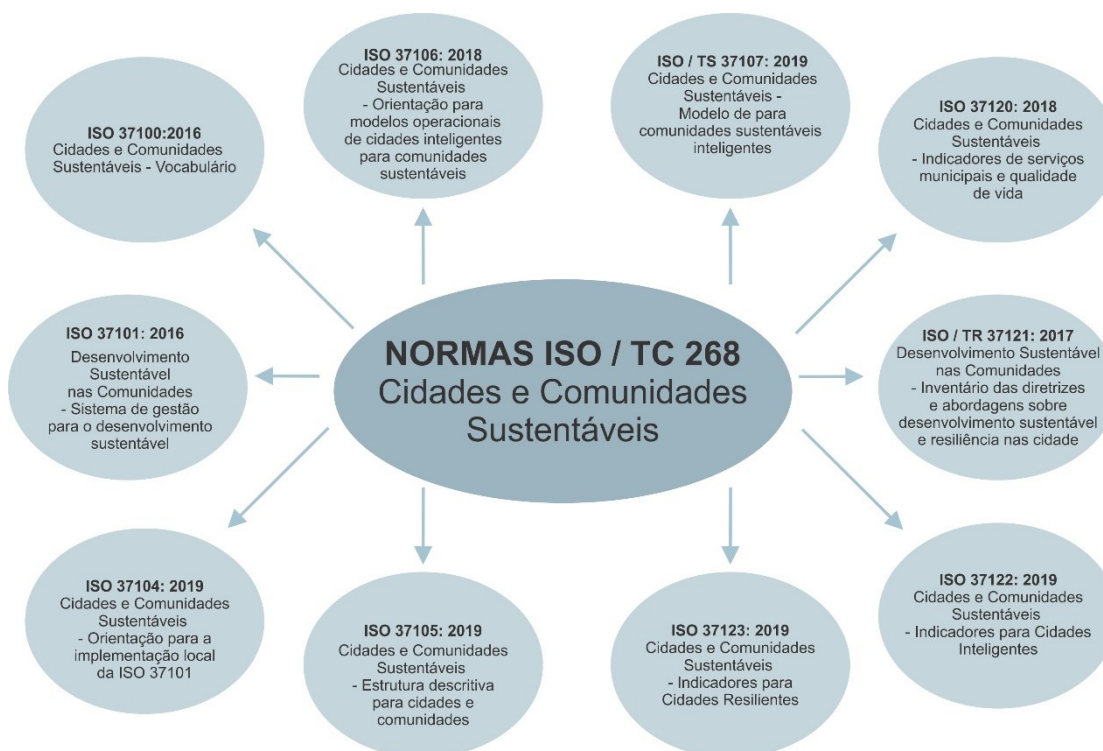 ISO 37106: 2018
Cidades e Comunidades
Sustentáveis
- Orientação para
modelos operacionais
de cidades inteligentes
para comunidades
sustentáveis
ISO / TS 37107: 2019
Cidades e Comunidades
Sustentáveis -
Modelo de para
comunidades sustentáveis
inteligentes
ISO 37100:2016
Cidades e Comunidades
Sustentáveis - Vocabulário
ISO 37120: 2018
Cidades e Comunidades
Sustentáveis
- Indicadores de serviços
municipais e qualidade
de vida
NORMAS ISO / TC 268
Cidades e Comunidades
Sustentáveis
ISO 37101: 2016
Desenvolvimento
Sustentável
nas Comunidades
- Sistema de gestão
para o desenvolvimento
sustentável
ISO / TR 37121: 2017
Desenvolvimento Sustentável
nas Comunidades
- Inventário das diretrizes
e abordagens sobre
desenvolvimento sustentável
e resiliência nas cidade
ISO 37104: 2019
Cidades e Comunidades
Sustentáveis
- Orientação para a
implementação local
da ISO 37101
ISO 37105: 2019
Cidades e Comunidades
Sustentáveis
- Estrutura descritiva
para cidades e
comunidades
ISO 37123: 2019
Cidades e Comunidades
Sustentáveis
- Indicadores para
Cidades Resilientes
ISO 37122: 2019
Cidades e Comunidades
Sustentáveis
- Indicadores para Cidades
Inteligentes